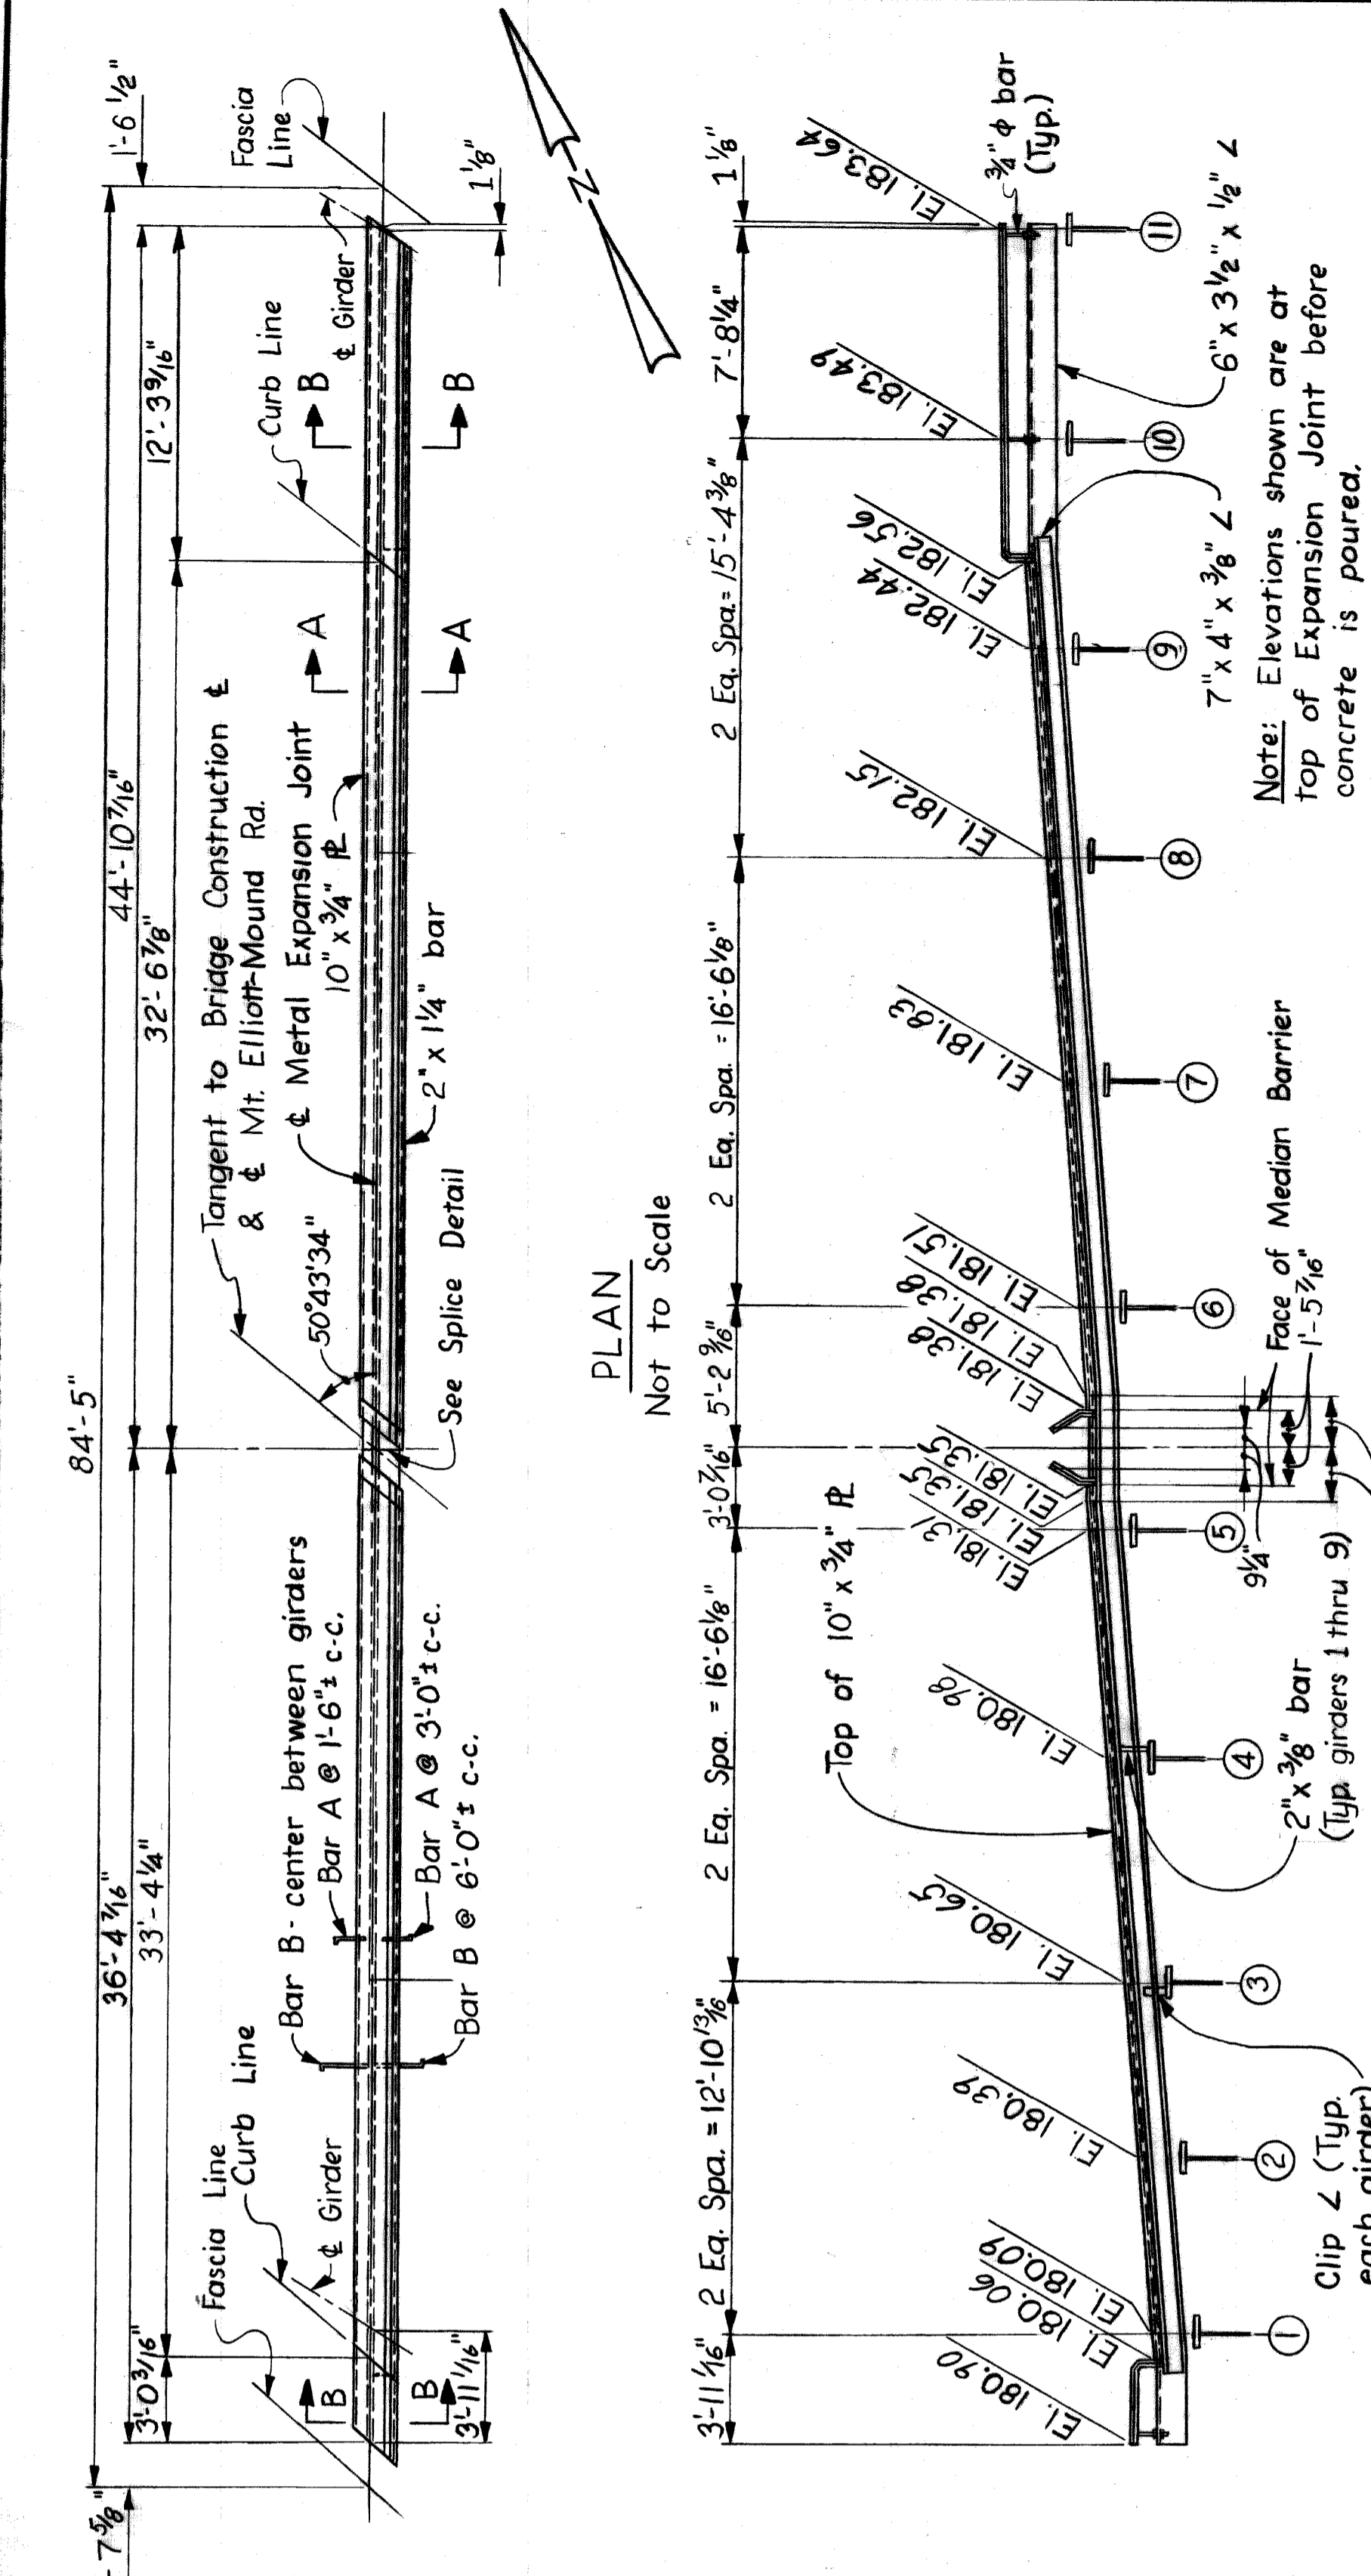 84'-5"
36'-4 7/16"
44'-10 7/16"
1'-6 1/2"
- 7 5/8"
3'-0 3/16"
33'-4 1/4"
32'-6 7/8"
12'-3 9/16"
Fascia Line
Curb Line
℄ Girder
B
B
3'-11 1/16"
Bar B - center between girders
Bar A @ 1'-6"± c-c.
Bar A @ 3'-0"± c-c.
Bar B @ 6'-0"± c-c.
Tangent to Bridge Construction ℄
& ℄ Mt. Elliott-Mound Rd.
50°43'34"
℄ Metal Expansion Joint
10" x 3/4" ℙL
See Splice Detail
2" x 1 1/4" bar
A
A
Curb Line
B
B
℄ Girder
Fascia
Line
1 1/8"
N
PLAN
Not to Scale
3'-11 1/16"
2 Eq. Spa. = 12'-10 13/16"
2 Eq. Spa. = 16'-6 1/8"
3'-0 7/16"
5'-2 9/16"
2 Eq. Spa. = 16'-6 1/8"
2 Eq. Spa. = 15'-4 3/8"
7'-8 1/4"
1 1/8"
El. 180.90
El. 180.06
El. 180.09
El. 180.39
El. 180.65
El. 180.98
El. 181.31
El. 181.35
El. 181.35
El. 181.38
El. 181.38
El. 181.51
El. 181.83
El. 182.15
El. 182.44
El. 182.56
El. 183.49
El. 183.64
Top of 10" x 3/4" ℙL
3/4" ϕ bar
(Typ.)
1
2
3
4
5
6
7
8
9
10
11
Clip ∠ (Typ.
each girder)
2" x 3/8" bar
(Typ. girders 1 thru 9)
9 1/4"
Face of Median Barrier
1'-5 7/16"
7" x 4" x 3/8" ∠
6" x 3 1/2" x 1/2" ∠
Note: Elevations shown are at
top of Expansion Joint before
concrete is poured.